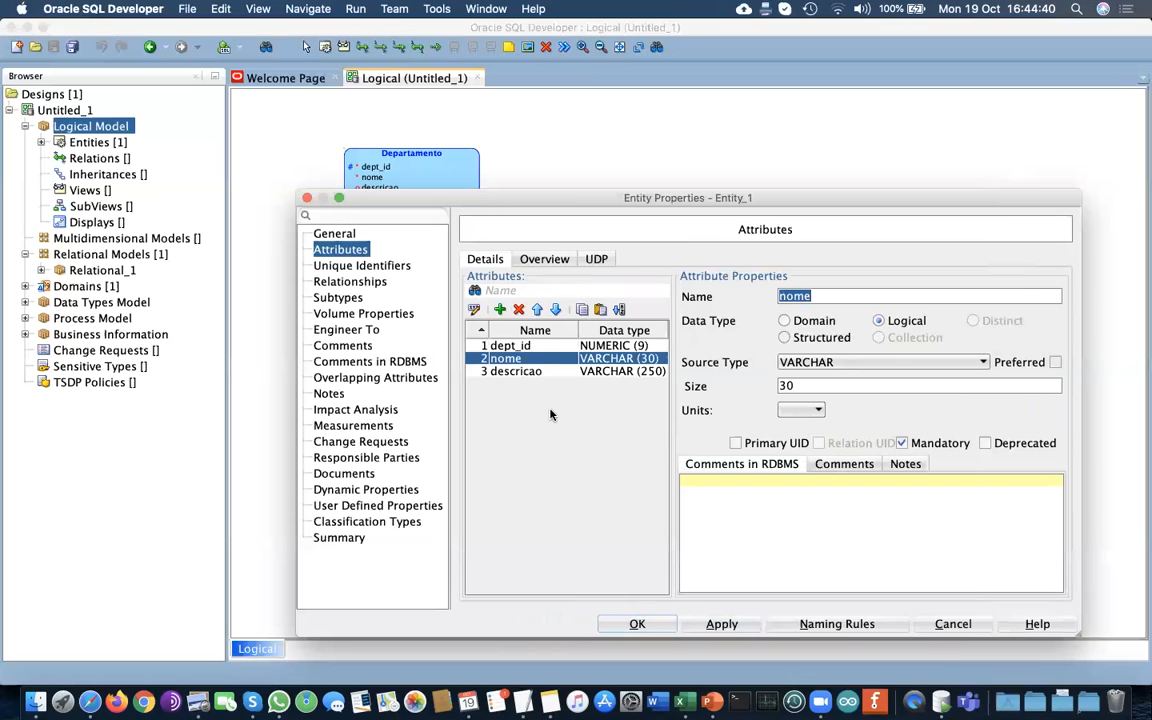 Oracle SQL Developer File Edit View Navigate Run Team Tools Window Help 100% Mon 19 Oct 16:44:40
Oracle SQL Developer : Logical (Untitled_1)
Browser
Welcome Page
Logical (Untitled_1)
Designs [1]
Untitled_1
Logical Model
Entities [1]
Relations []
Inheritances []
Views []
SubViews []
Displays []
Multidimensional Models []
Relational Models [1]
Relational_1
Domains [1]
Data Types Model
Process Model
Business Information
Change Requests []
Sensitive Types []
TSDP Policies []
Departamento
# * dept_id
* nome
o descricao
Entity Properties - Entity_1
General
Attributes
Unique Identifiers
Relationships
Subtypes
Volume Properties
Engineer To
Comments
Comments in RDBMS
Overlapping Attributes
Notes
Impact Analysis
Measurements
Change Requests
Responsible Parties
Documents
Dynamic Properties
User Defined Properties
Classification Types
Summary
Attributes
Details Overview UDP
Attributes:
Name
Name Data type
1 dept_id NUMERIC (9)
2 nome VARCHAR (30)
3 descricao VARCHAR (250)
Attribute Properties
Name nome
Data Type Domain Logical Distinct
Structured Collection
Source Type VARCHAR Preferred
Size 30
Units:
Primary UID Relation UID Mandatory Deprecated
Comments in RDBMS Comments Notes
OK Apply Naming Rules Cancel Help
Logical